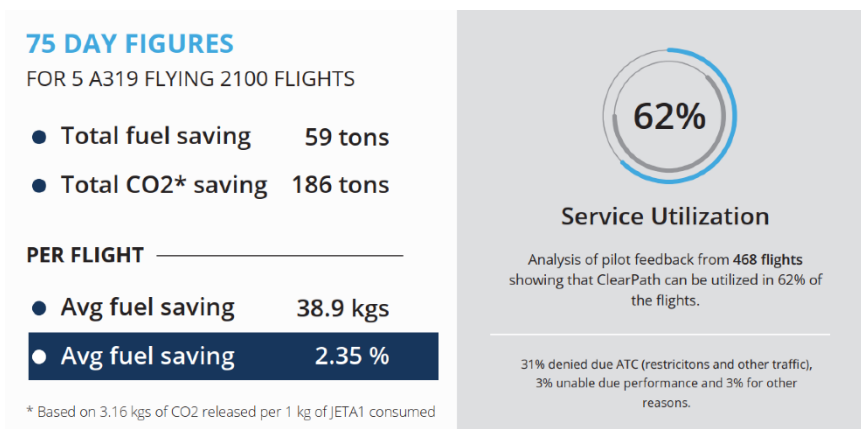 75 DAY FIGURES
FOR 5 A319 FLYING 2100 FLIGHTS
● Total fuel saving 59 tons
● Total CO2* saving 186 tons
PER FLIGHT
● Avg fuel saving 38.9 kgs
● Avg fuel saving 2.35 %
* Based on 3.16 kgs of CO2 released per 1 kg of JETA1 consumed
62%
Service Utilization
Analysis of pilot feedback from 468 flights
showing that ClearPath can be utilized in 62% of
the flights.
31% denied due ATC (restricitons and other traffic),
3% unable due performance and 3% for other
reasons.